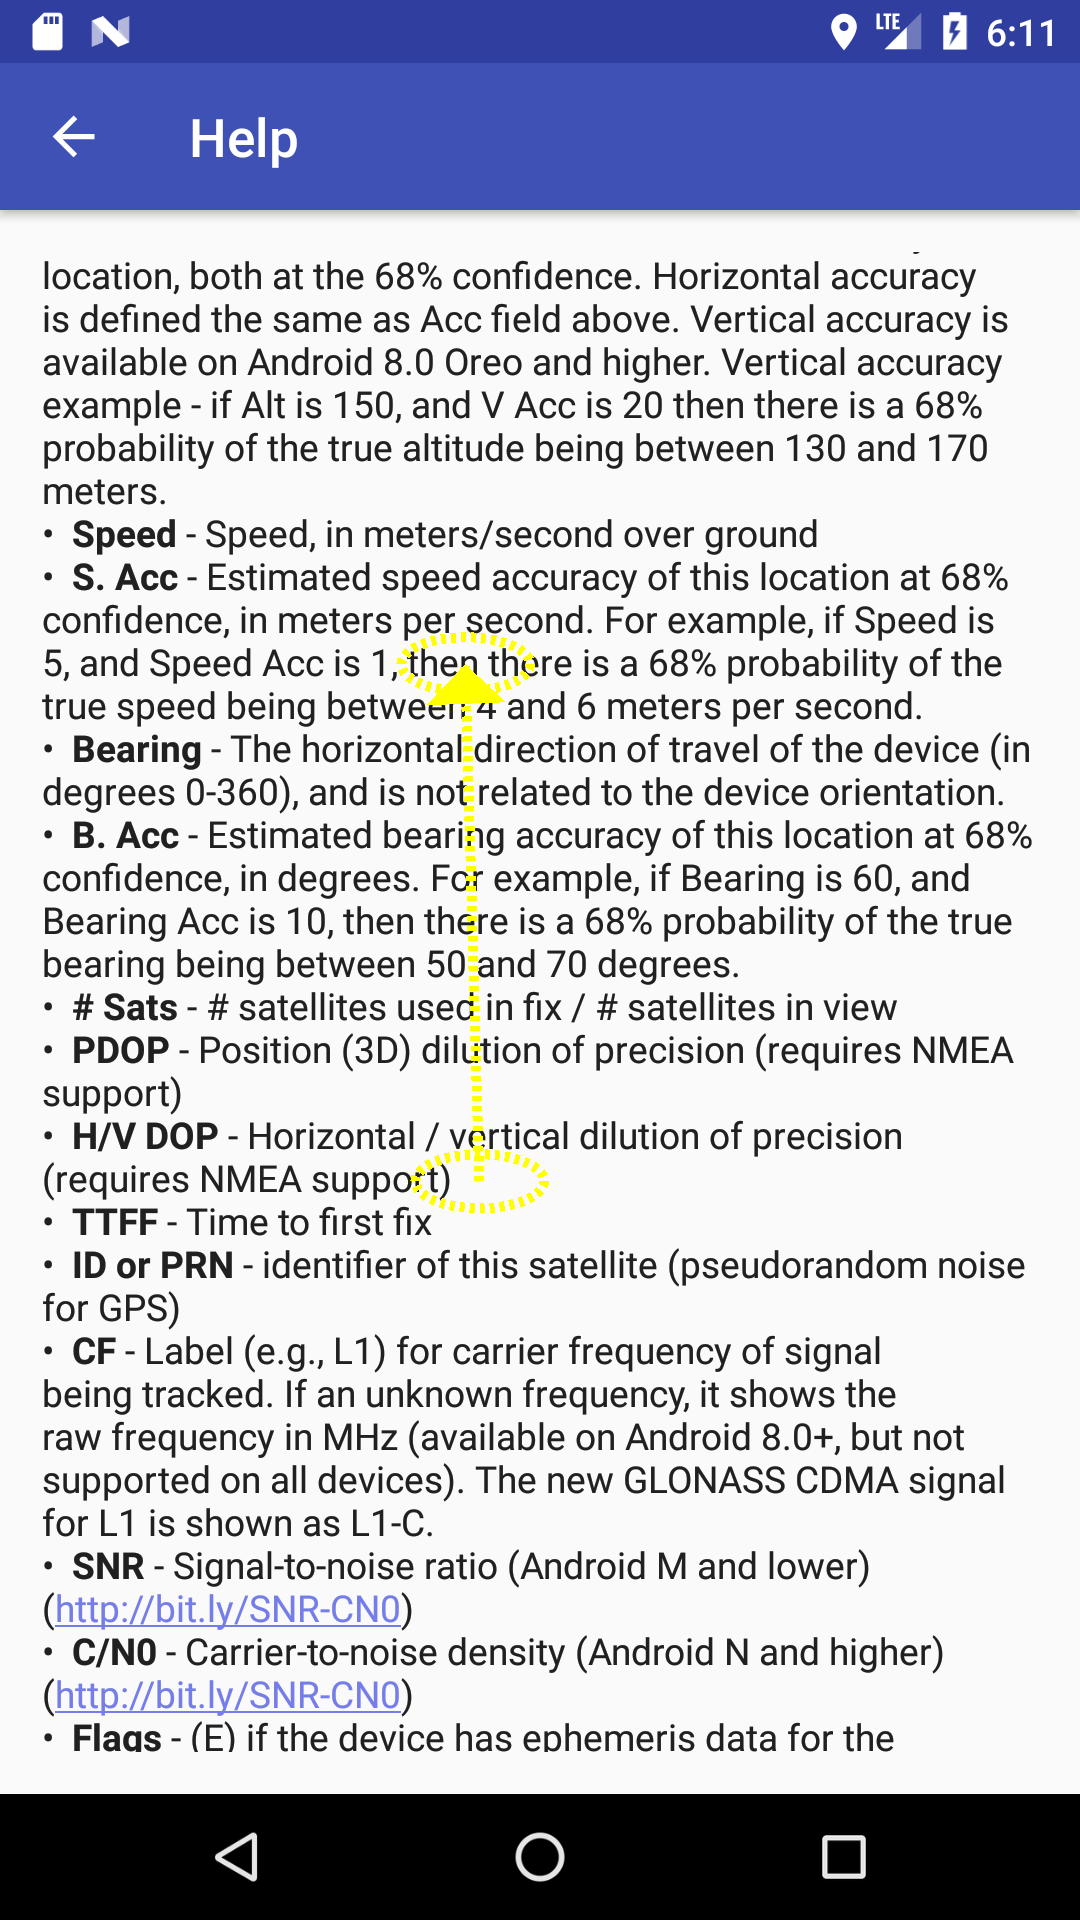 LTE 6:11
Help
location, both at the 68% confidence. Horizontal accuracy
is defined the same as Acc field above. Vertical accuracy is
available on Android 8.0 Oreo and higher. Vertical accuracy
example - if Alt is 150, and V Acc is 20 then there is a 68%
probability of the true altitude being between 130 and 170
meters.
• Speed - Speed, in meters/second over ground
• S. Acc - Estimated speed accuracy of this location at 68%
confidence, in meters per second. For example, if Speed is
5, and Speed Acc is 1, then there is a 68% probability of the
true speed being between 4 and 6 meters per second.
• Bearing - The horizontal direction of travel of the device (in
degrees 0-360), and is not related to the device orientation.
• B. Acc - Estimated bearing accuracy of this location at 68%
confidence, in degrees. For example, if Bearing is 60, and
Bearing Acc is 10, then there is a 68% probability of the true
bearing being between 50 and 70 degrees.
• # Sats - # satellites used in fix / # satellites in view
• PDOP - Position (3D) dilution of precision (requires NMEA
support)
• H/V DOP - Horizontal / vertical dilution of precision
(requires NMEA support)
• TTFF - Time to first fix
• ID or PRN - identifier of this satellite (pseudorandom noise
for GPS)
• CF - Label (e.g., L1) for carrier frequency of signal
being tracked. If an unknown frequency, it shows the
raw frequency in MHz (available on Android 8.0+, but not
supported on all devices). The new GLONASS CDMA signal
for L1 is shown as L1-C.
• SNR - Signal-to-noise ratio (Android M and lower)
(http://bit.ly/SNR-CN0)
• C/N0 - Carrier-to-noise density (Android N and higher)
(http://bit.ly/SNR-CN0)
• Flags - (E) if the device has ephemeris data for the